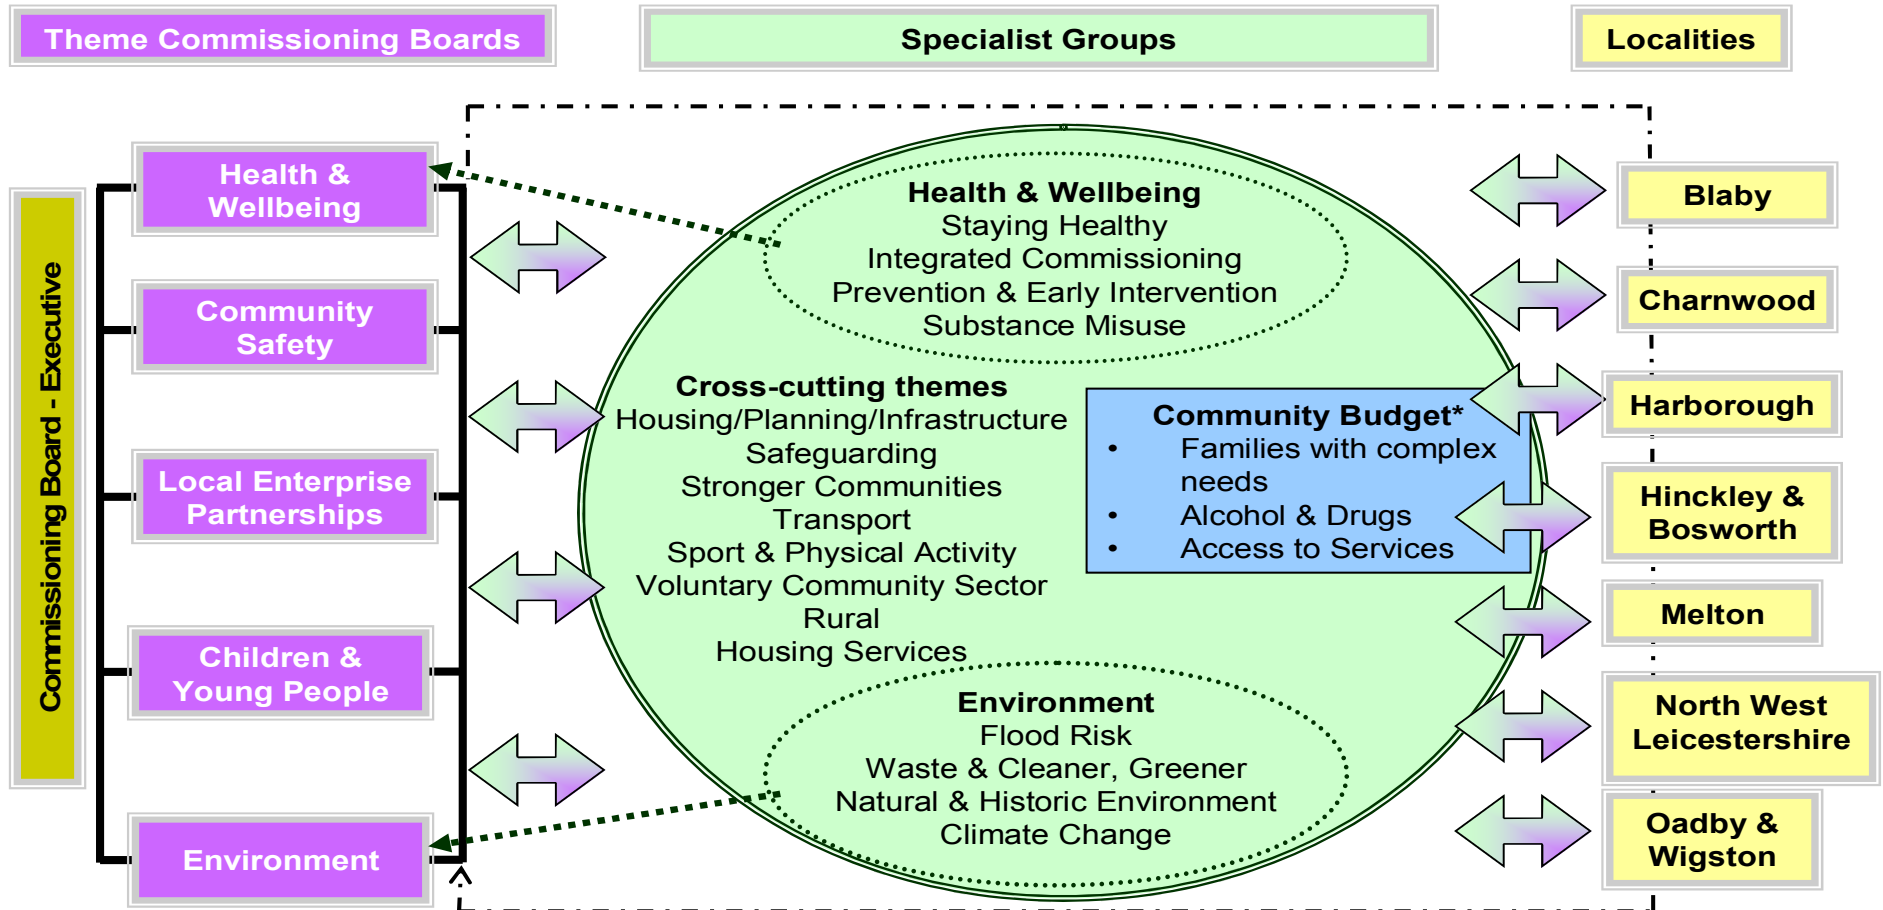 Theme Commissioning Boards
Specialist Groups
Localities
Commissioning Board - Executive
Health &
Wellbeing
Community
Safety
Local Enterprise
Partnerships
Children &
Young People
Environment
Health & Wellbeing
Staying Healthy
Integrated Commissioning
Prevention & Early Intervention
Substance Misuse
Cross-cutting themes
Housing/Planning/Infrastructure
Safeguarding
Stronger Communities
Transport
Sport & Physical Activity
Voluntary Community Sector
Rural
Housing Services
Community Budget*
• Families with complex
needs
• Alcohol & Drugs
• Access to Services
Environment
Flood Risk
Waste & Cleaner, Greener
Natural & Historic Environment
Climate Change
Blaby
Charnwood
Harborough
Hinckley &
Bosworth
Melton
North West
Leicestershire
Oadby &
Wigston